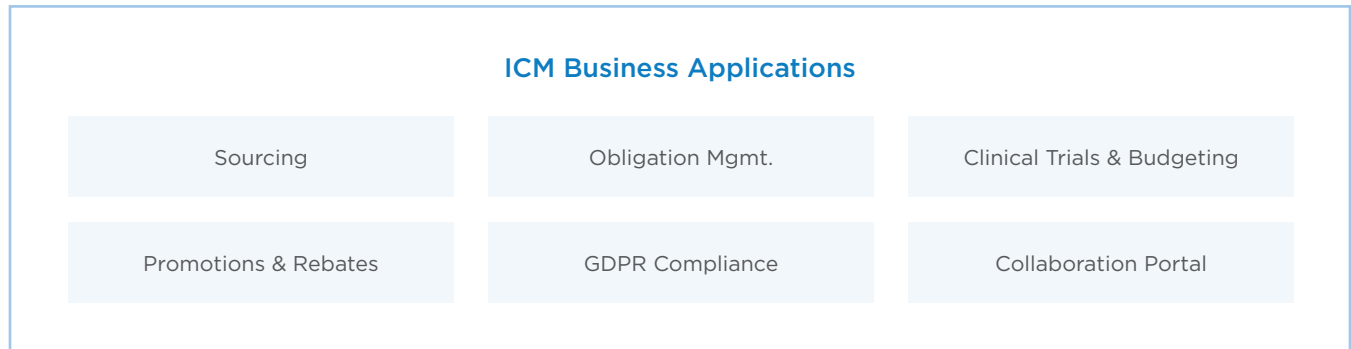 ICM Business Applications
Sourcing
Obligation Mgmt.
Clinical Trials & Budgeting
Promotions & Rebates
GDPR Compliance
Collaboration Portal